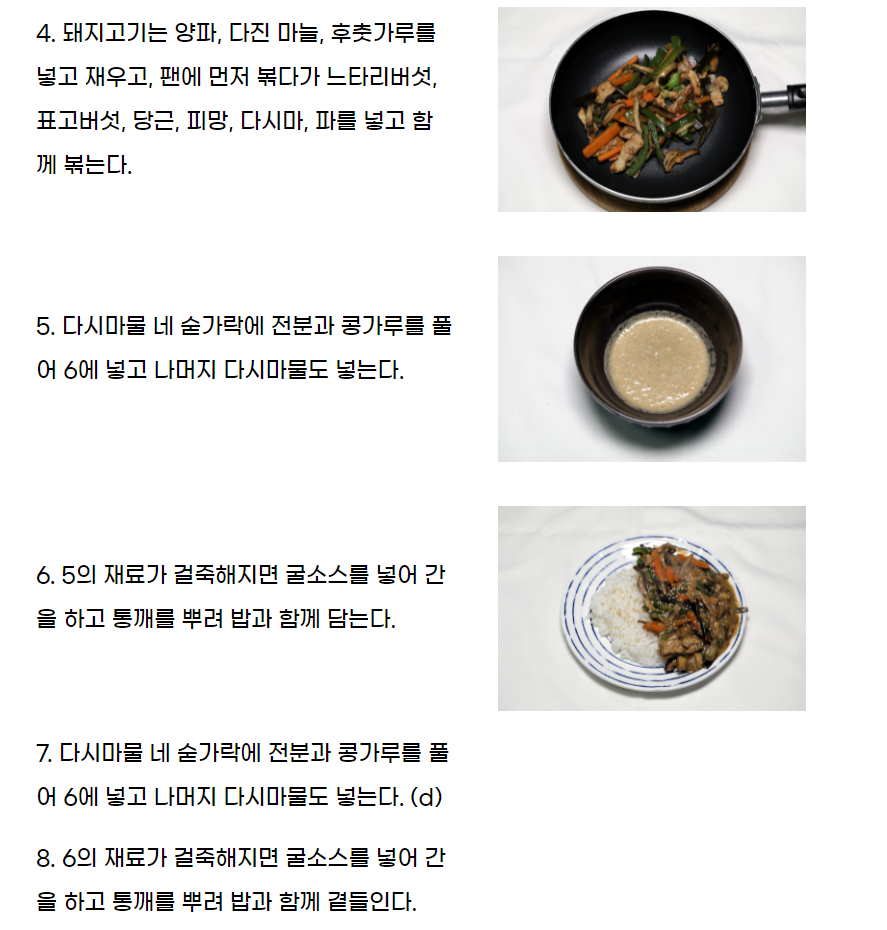 4. 돼지고기는 양파, 다진 마늘, 후춧가루를
넣고 재우고, 팬에 먼저 볶다가 느타리버섯,
표고버섯, 당근, 피망, 다시마, 파를 넣고 함
께 볶는다.
5. 다시마물 네 숟가락에 전분과 콩가루를 풀
어 6에 넣고 나머지 다시마물도 넣는다.
6. 5의 재료가 걸죽해지면 굴소스를 넣어 간
을 하고 통깨를 뿌려 밥과 함께 담는다.
7. 다시마물 네 숟가락에 전분과 콩가루를 풀
어 6에 넣고 나머지 다시마물도 넣는다. (d)
8. 6의 재료가 걸죽해지면 굴소스를 넣어 간
을 하고 통깨를 뿌려 밥과 함께 곁들인다.